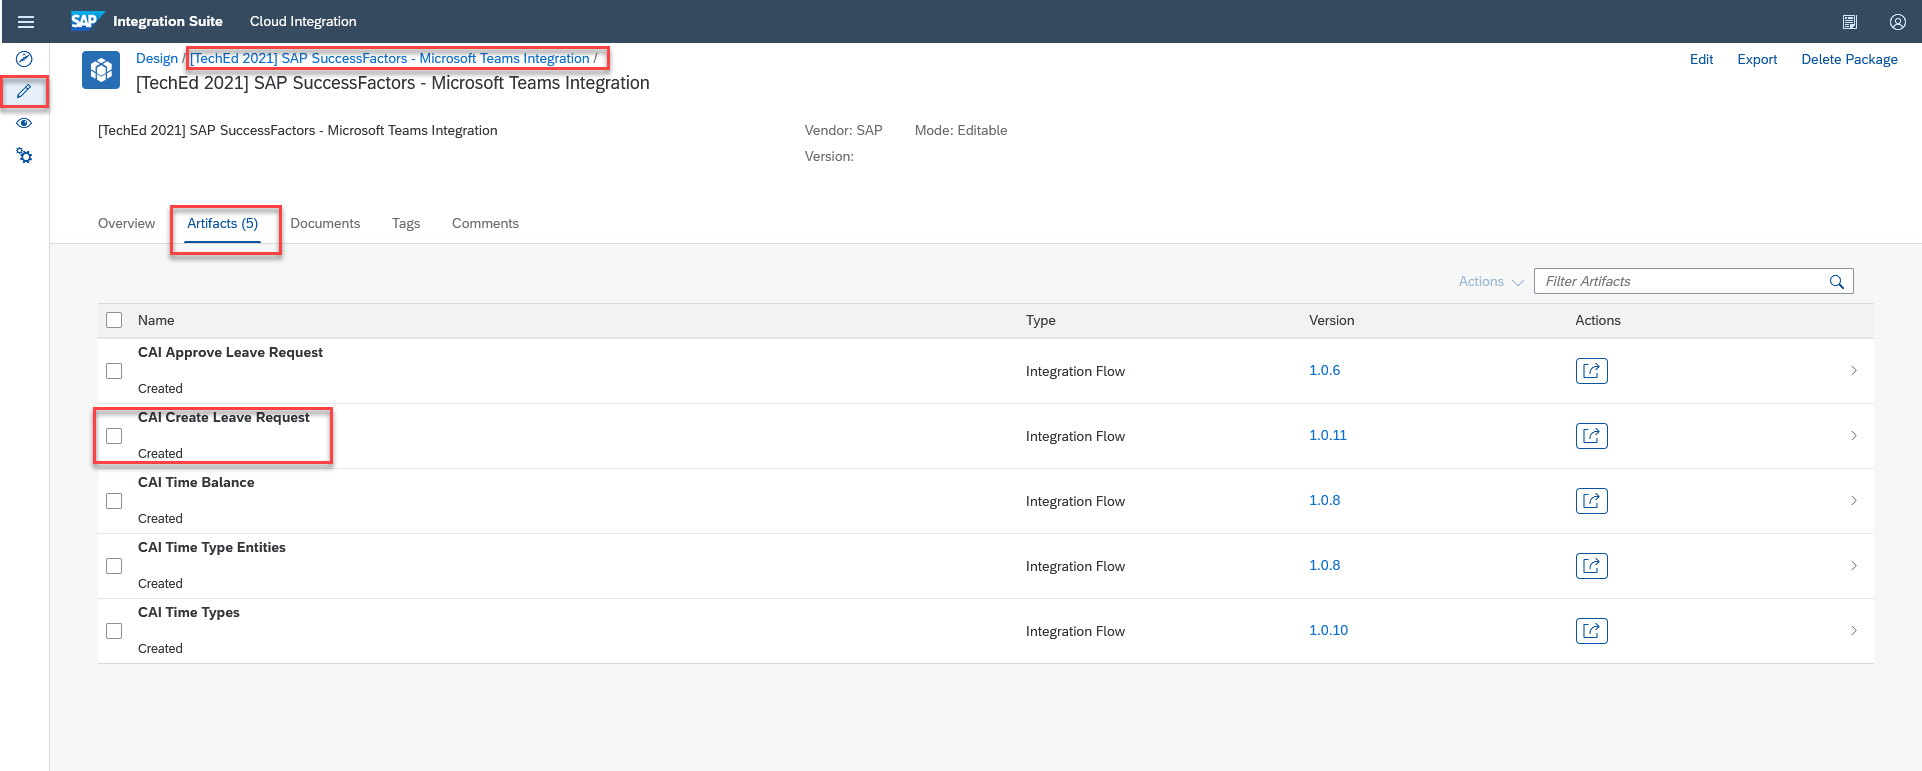 SAP Integration Suite Cloud Integration
Design / [TechEd 2021] SAP SuccessFactors - Microsoft Teams Integration /
Edit Export Delete Package
[TechEd 2021] SAP SuccessFactors - Microsoft Teams Integration
[TechEd 2021] SAP SuccessFactors - Microsoft Teams Integration
Vendor: SAP Mode: Editable
Version:
Overview Artifacts (5) Documents Tags Comments
Actions Filter Artifacts
Name Type Version Actions
CAI Approve Leave Request
Integration Flow 1.0.6
Created
CAI Create Leave Request
Integration Flow 1.0.11
Created
CAI Time Balance
Integration Flow 1.0.8
Created
CAI Time Type Entities
Integration Flow 1.0.8
Created
CAI Time Types
Integration Flow 1.0.10
Created